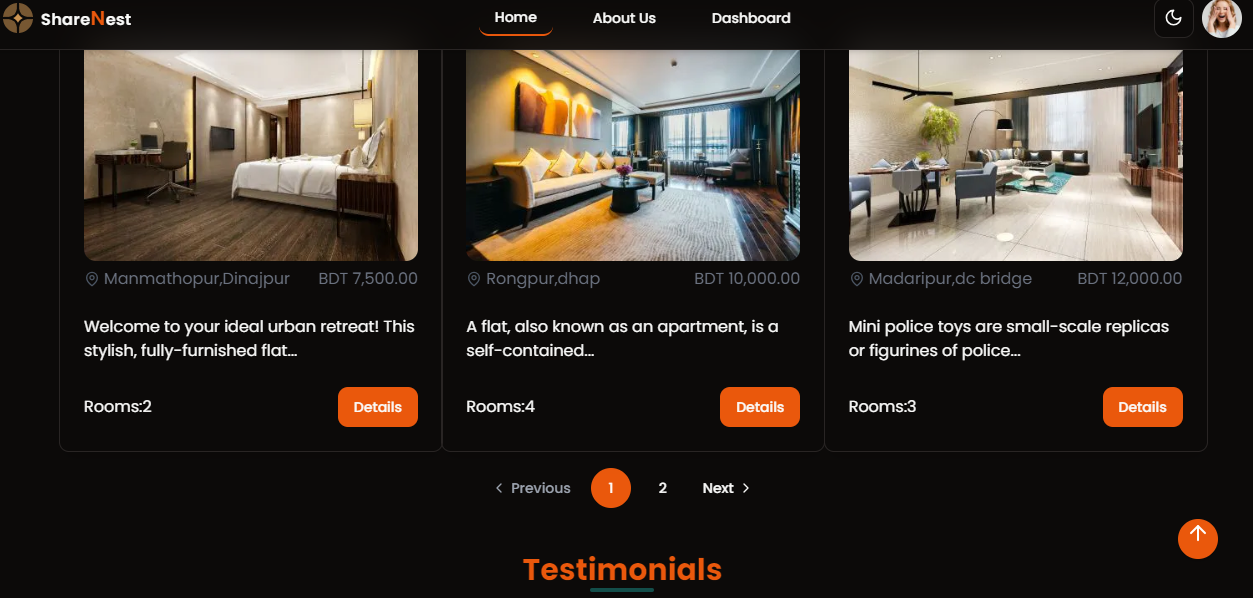 ShareNest
Home
About Us
Dashboard
Manmathopur,Dinajpur
BDT 7,500.00
Welcome to your ideal urban retreat! This
stylish, fully-furnished flat...
Rooms:2
Details
Rongpur,dhap
BDT 10,000.00
A flat, also known as an apartment, is a
self-contained...
Rooms:4
Details
Madaripur,dc bridge
BDT 12,000.00
Mini police toys are small-scale replicas
or figurines of police...
Rooms:3
Details
Previous
1
2
Next
Testimonials